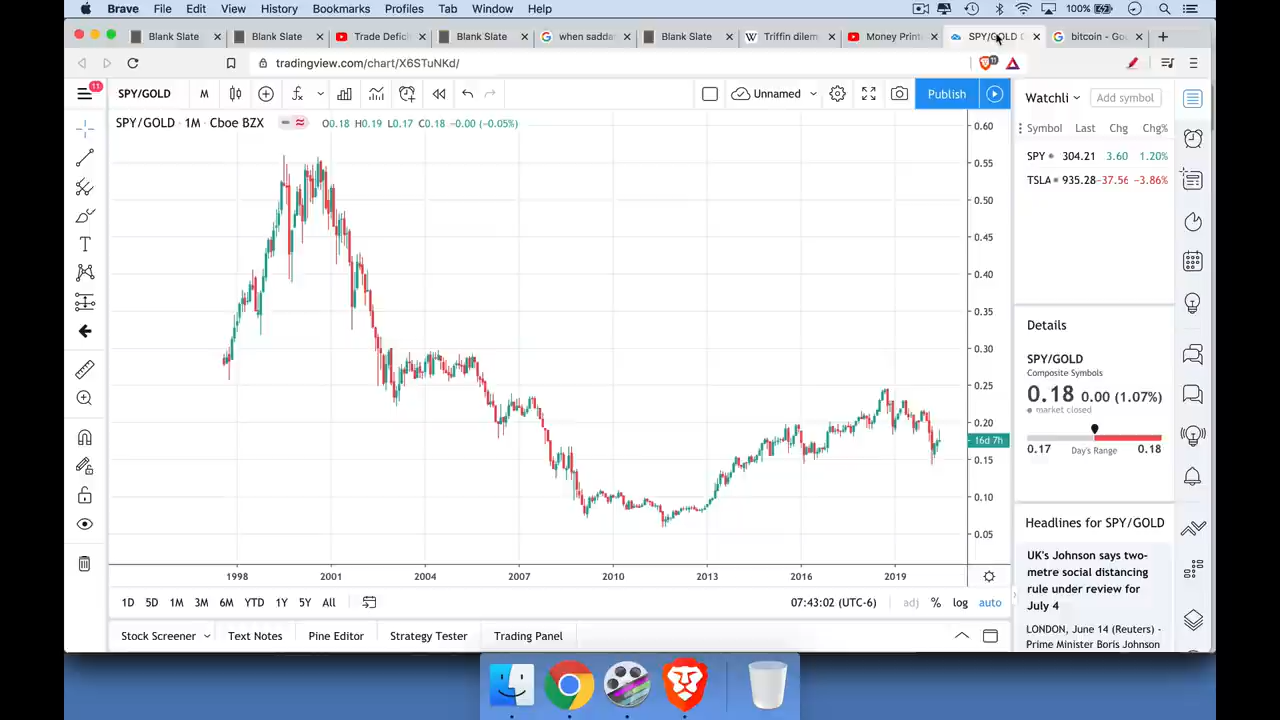 Brave File Edit View History Bookmarks Profiles Tab Window Help 100%
Blank Slate Blank Slate Trade Defici Blank Slate when sadda Blank Slate Triffin dilem Money Print SPY/GOLD bitcoin - Goo
tradingview.com/chart/X6STuNKd/ 11
11 SPY/GOLD M Unnamed Publish
Watchli Add symbol
SPY/GOLD · 1M · Cboe BZX O0.18 H0.19 L0.17 C0.18 -0.00 (-0.05%)
Symbol Last Chg Chg%
SPY 304.21 3.60 1.20%
TSLA 935.28 -37.56 -3.86%
0.60
0.55
0.50
0.45
0.40
0.35
0.30
0.25
0.20
16d 7h
0.15
0.10
0.05
Details
SPY/GOLD
Composite Symbols
0.18 0.00 (1.07%)
market closed
0.17 Day's Range 0.18
Headlines for SPY/GOLD
UK's Johnson says two-
metre social distancing
rule under review for
July 4
LONDON, June 14 (Reuters) -
Prime Minister Boris Johnson
1998 2001 2004 2007 2010 2013 2016 2019
1D 5D 1M 3M 6M YTD 1Y 5Y All 07:43:02 (UTC-6) adj % log auto
Stock Screener Text Notes Pine Editor Strategy Tester Trading Panel